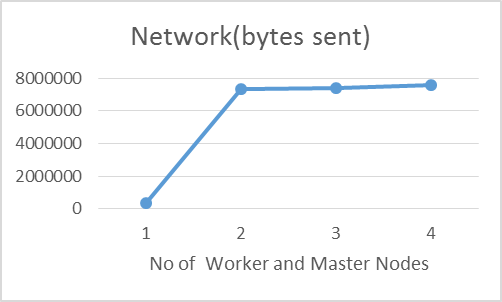 Network(bytes sent)
8000000
6000000
4000000
2000000
0
1 2 3 4
No of  Worker and Master Nodes